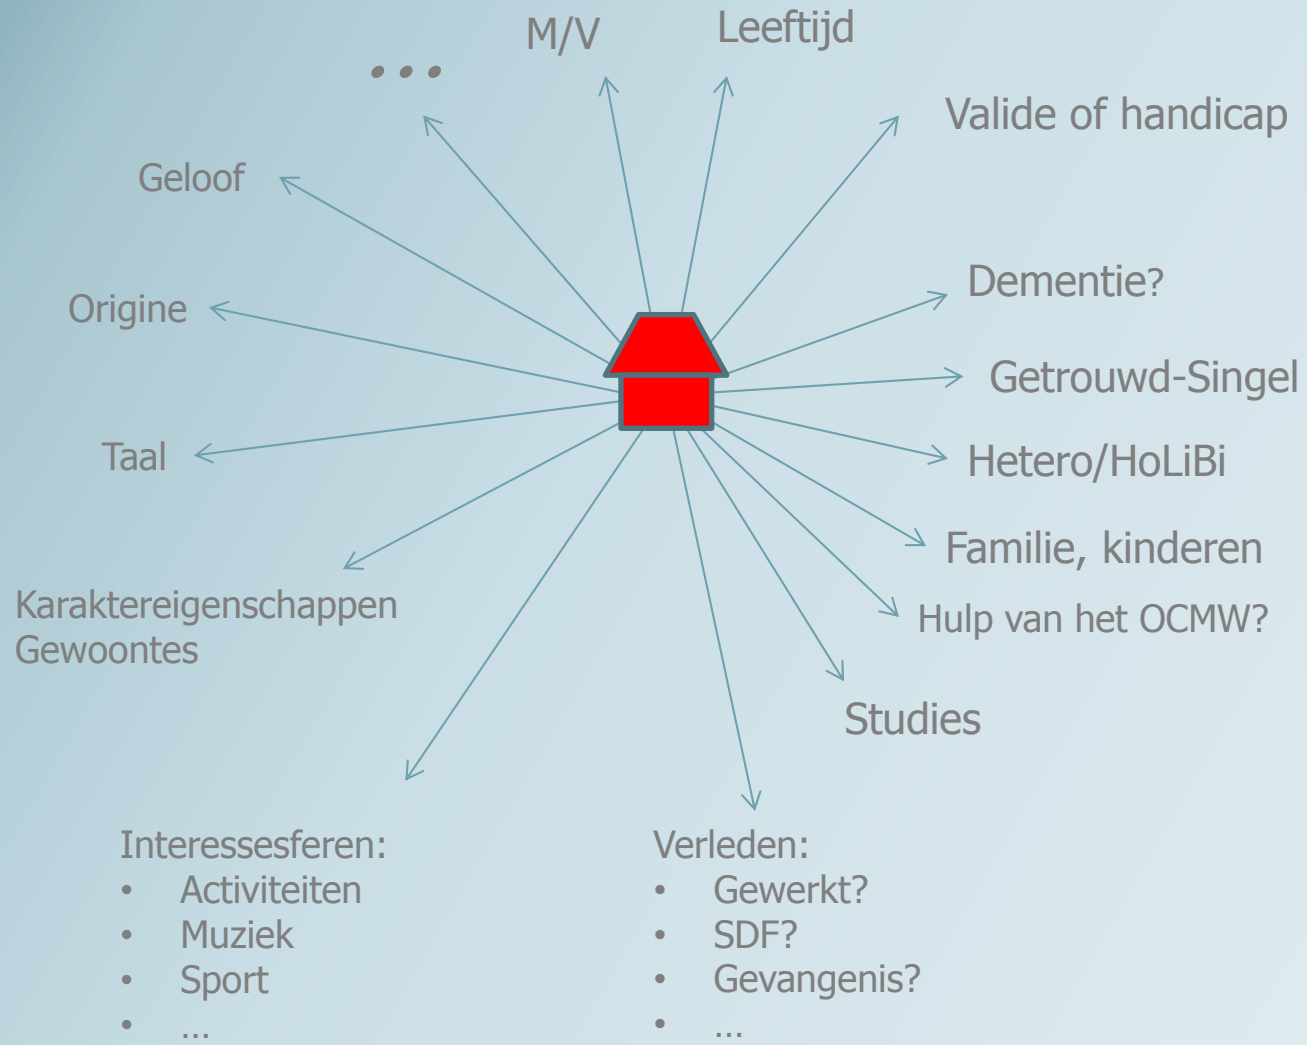 M/V
Leeftijd
...
Valide of handicap
Geloof
Dementie?
Origine
Getrouwd-Singel
Taal
Hetero/HoLiBi
Familie, kinderen
Karaktereigenschappen
Gewoontes
Hulp van het OCMW?
Studies
Interessesferen:
• Activiteiten
• Muziek
• Sport
• ...
Verleden:
• Gewerkt?
• SDF?
• Gevangenis?
• ...